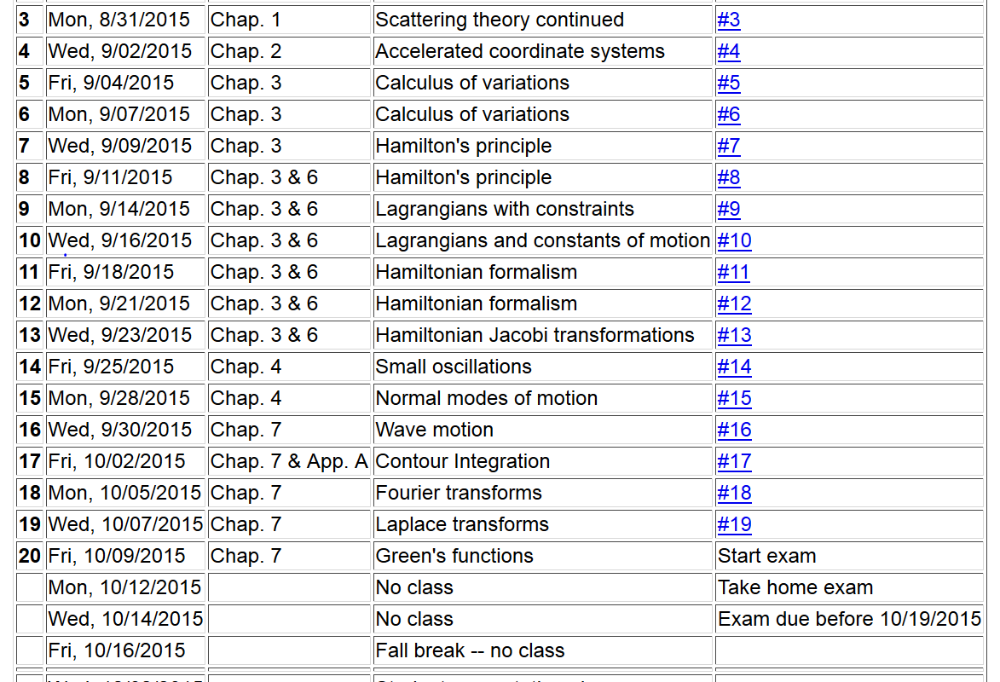 3 Mon, 8/31/2015 Chap. 1 Scattering theory continued #3
4 Wed, 9/02/2015 Chap. 2 Accelerated coordinate systems #4
5 Fri, 9/04/2015 Chap. 3 Calculus of variations #5
6 Mon, 9/07/2015 Chap. 3 Calculus of variations #6
7 Wed, 9/09/2015 Chap. 3 Hamilton's principle #7
8 Fri, 9/11/2015 Chap. 3 & 6 Hamilton's principle #8
9 Mon, 9/14/2015 Chap. 3 & 6 Lagrangians with constraints #9
10 Wed, 9/16/2015 Chap. 3 & 6 Lagrangians and constants of motion #10
11 Fri, 9/18/2015 Chap. 3 & 6 Hamiltonian formalism #11
12 Mon, 9/21/2015 Chap. 3 & 6 Hamiltonian formalism #12
13 Wed, 9/23/2015 Chap. 3 & 6 Hamiltonian Jacobi transformations #13
14 Fri, 9/25/2015 Chap. 4 Small oscillations #14
15 Mon, 9/28/2015 Chap. 4 Normal modes of motion #15
16 Wed, 9/30/2015 Chap. 7 Wave motion #16
17 Fri, 10/02/2015 Chap. 7 & App. A Contour Integration #17
18 Mon, 10/05/2015 Chap. 7 Fourier transforms #18
19 Wed, 10/07/2015 Chap. 7 Laplace transforms #19
20 Fri, 10/09/2015 Chap. 7 Green's functions Start exam
Mon, 10/12/2015 No class Take home exam
Wed, 10/14/2015 No class Exam due before 10/19/2015
Fri, 10/16/2015 Fall break -- no class